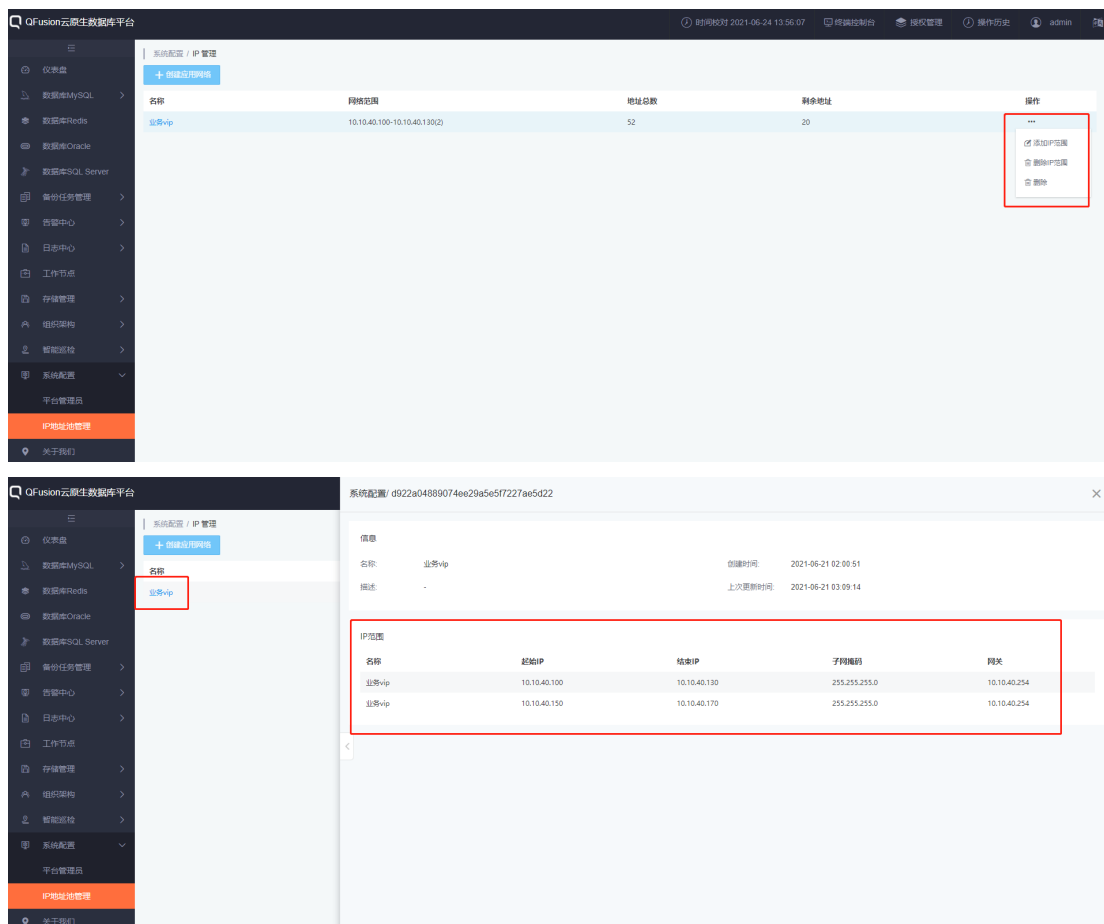 QFusion云原生数据库平台
时间校对 2021-06-24 13:56:07 终端控制台 授权管理 操作历史 admin
系统配置 / IP 管理
+ 创建应用网络
名称 网络范围 地址总数 剩余地址 操作
业务vip 10.10.40.100-10.10.40.130(2) 52 20 •••
添加IP范围
删除IP范围
删除
仪表盘
数据库MySQL
数据库Redis
数据库Oracle
数据库SQL Server
备份任务管理
告警中心
日志中心
工作节点
存储管理
组织架构
智能巡检
系统配置
平台管理员
IP地址池管理
关于我们
QFusion云原生数据库平台
系统配置/ d922a04889074ee29a5e5f7227ae5d22
系统配置 / IP 管理
+ 创建应用网络
名称
业务vip
信息
名称: 业务vip 创建时间: 2021-06-21 02:00:51
描述: - 上次更新时间: 2021-06-21 03:09:14
IP范围
名称 起始IP 结束IP 子网掩码 网关
业务vip 10.10.40.100 10.10.40.130 255.255.255.0 10.10.40.254
业务vip 10.10.40.150 10.10.40.170 255.255.255.0 10.10.40.254
仪表盘
数据库MySQL
数据库Redis
数据库Oracle
数据库SQL Server
备份任务管理
告警中心
日志中心
工作节点
存储管理
组织架构
智能巡检
系统配置
平台管理员
IP地址池管理
关于我们